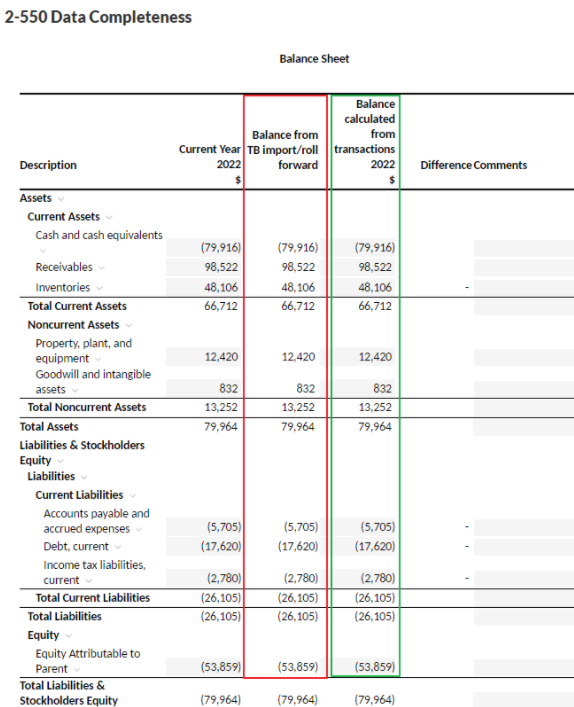 2-550 Data Completeness
Balance Sheet
Description
Current Year
2022
$
Balance from
TB import/roll
forward
Balance
calculated
from
transactions
2022
$
Difference Comments
Assets
Current Assets
Cash and cash equivalents
(79,916) (79,916) (79,916)
Receivables 98,522 98,522 98,522
Inventories 48,106 48,106 48,106 -
Total Current Assets 66,712 66,712 66,712
Noncurrent Assets
Property, plant, and
equipment 12,420 12,420 12,420
Goodwill and intangible
assets 832 832 832
Total Noncurrent Assets 13,252 13,252 13,252
Total Assets 79,964 79,964 79,964
Liabilities & Stockholders
Equity
Liabilities
Current Liabilities
Accounts payable and
accrued expenses (5,705) (5,705) (5,705) -
Debt, current (17,620) (17,620) (17,620) -
Income tax liabilities,
current (2,780) (2,780) (2,780) -
Total Current Liabilities (26,105) (26,105) (26,105)
Total Liabilities (26,105) (26,105) (26,105)
Equity
Equity Attributable to
Parent (53,859) (53,859) (53,859)
Total Liabilities &
Stockholders Equity (79,964) (79,964) (79,964)